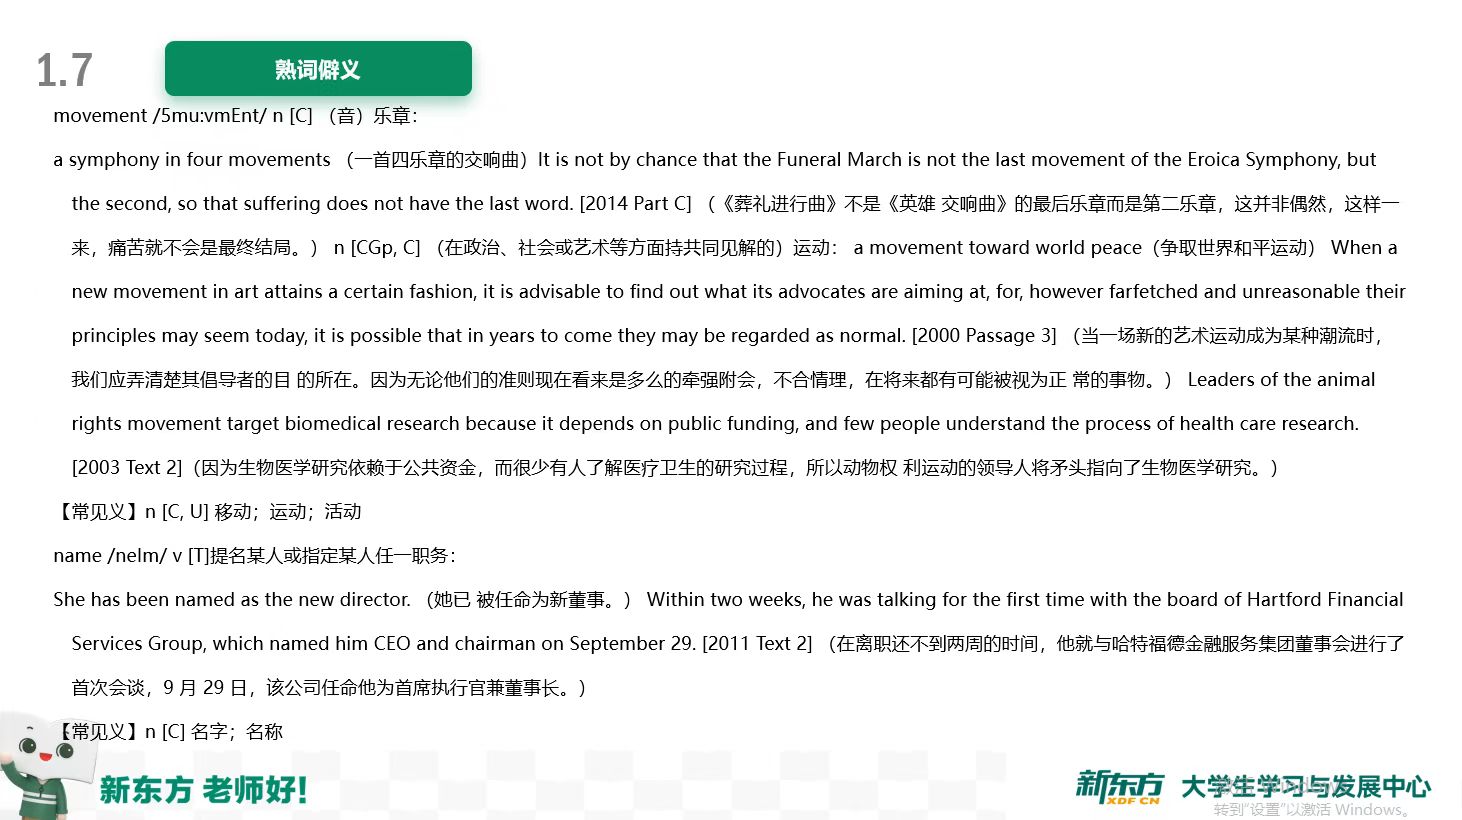 1.7
熟词僻义
movement /5mu:vmEnt/ n [C] （音）乐章：
a symphony in four movements （一首四乐章的交响曲）It is not by chance that the Funeral March is not the last movement of the Eroica Symphony, but
the second, so that suffering does not have the last word. [2014 Part C] （《葬礼进行曲》不是《英雄 交响曲》的最后乐章而是第二乐章，这并非偶然，这样一
来，痛苦就不会是最终结局。） n [CGp, C] （在政治、社会或艺术等方面持共同见解的）运动： a movement toward world peace（争取世界和平运动） When a
new movement in art attains a certain fashion, it is advisable to find out what its advocates are aiming at, for, however farfetched and unreasonable their
principles may seem today, it is possible that in years to come they may be regarded as normal. [2000 Passage 3] （当一场新的艺术运动成为某种潮流时，
我们应弄清楚其倡导者的目 的所在。因为无论他们的准则现在看来是多么的牵强附会，不合情理，在将来都有可能被视为正 常的事物。） Leaders of the animal
rights movement target biomedical research because it depends on public funding, and few people understand the process of health care research.
[2003 Text 2]（因为生物医学研究依赖于公共资金，而很少有人了解医疗卫生的研究过程，所以动物权 利运动的领导人将矛头指向了生物医学研究。）
【常见义】n [C, U] 移动；运动；活动
name /neIm/ v [T]提名某人或指定某人任一职务：
She has been named as the new director. （她已 被任命为新董事。） Within two weeks, he was talking for the first time with the board of Hartford Financial
Services Group, which named him CEO and chairman on September 29. [2011 Text 2] （在离职还不到两周的时间，他就与哈特福德金融服务集团董事会进行了
首次会谈，9 月 29 日，该公司任命他为首席执行官兼董事长。）
【常见义】n [C] 名字；名称
新东方 老师好!
新东方 XDF.CN 大学生学习与发展中心
激活 Windows
转到"设置"以激活 Windows。